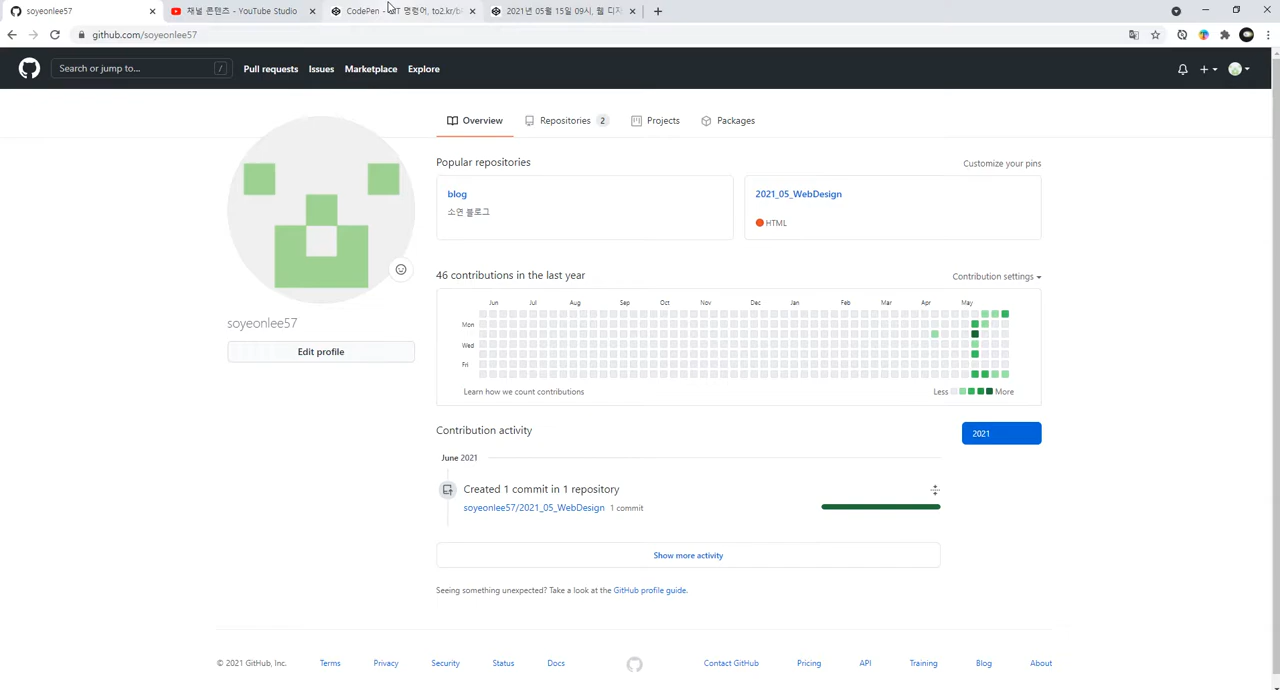 soyeonlee57
채널 콘텐츠 - YouTube Studio
CodePen - 명령어, to2.kr/b
2021년 05월 15일 09시, 웹 디자
github.com/soyeonlee57
Search or jump to... /
Pull requests
Issues
Marketplace
Explore
Overview
Repositories 2
Projects
Packages
Popular repositories
Customize your pins
blog
소연 블로그
2021_05_WebDesign
HTML
46 contributions in the last year
Contribution settings
Jun Jul Aug Sep Oct Nov Dec Jan Feb Mar Apr May
Mon
Wed
Fri
Learn how we count contributions
Less More
soyeonlee57
Edit profile
Contribution activity
2021
June 2021
Created 1 commit in 1 repository
soyeonlee57/2021_05_WebDesign 1 commit
Show more activity
Seeing something unexpected? Take a look at the GitHub profile guide.
© 2021 GitHub, Inc.
Terms
Privacy
Security
Status
Docs
Contact GitHub
Pricing
API
Training
Blog
About